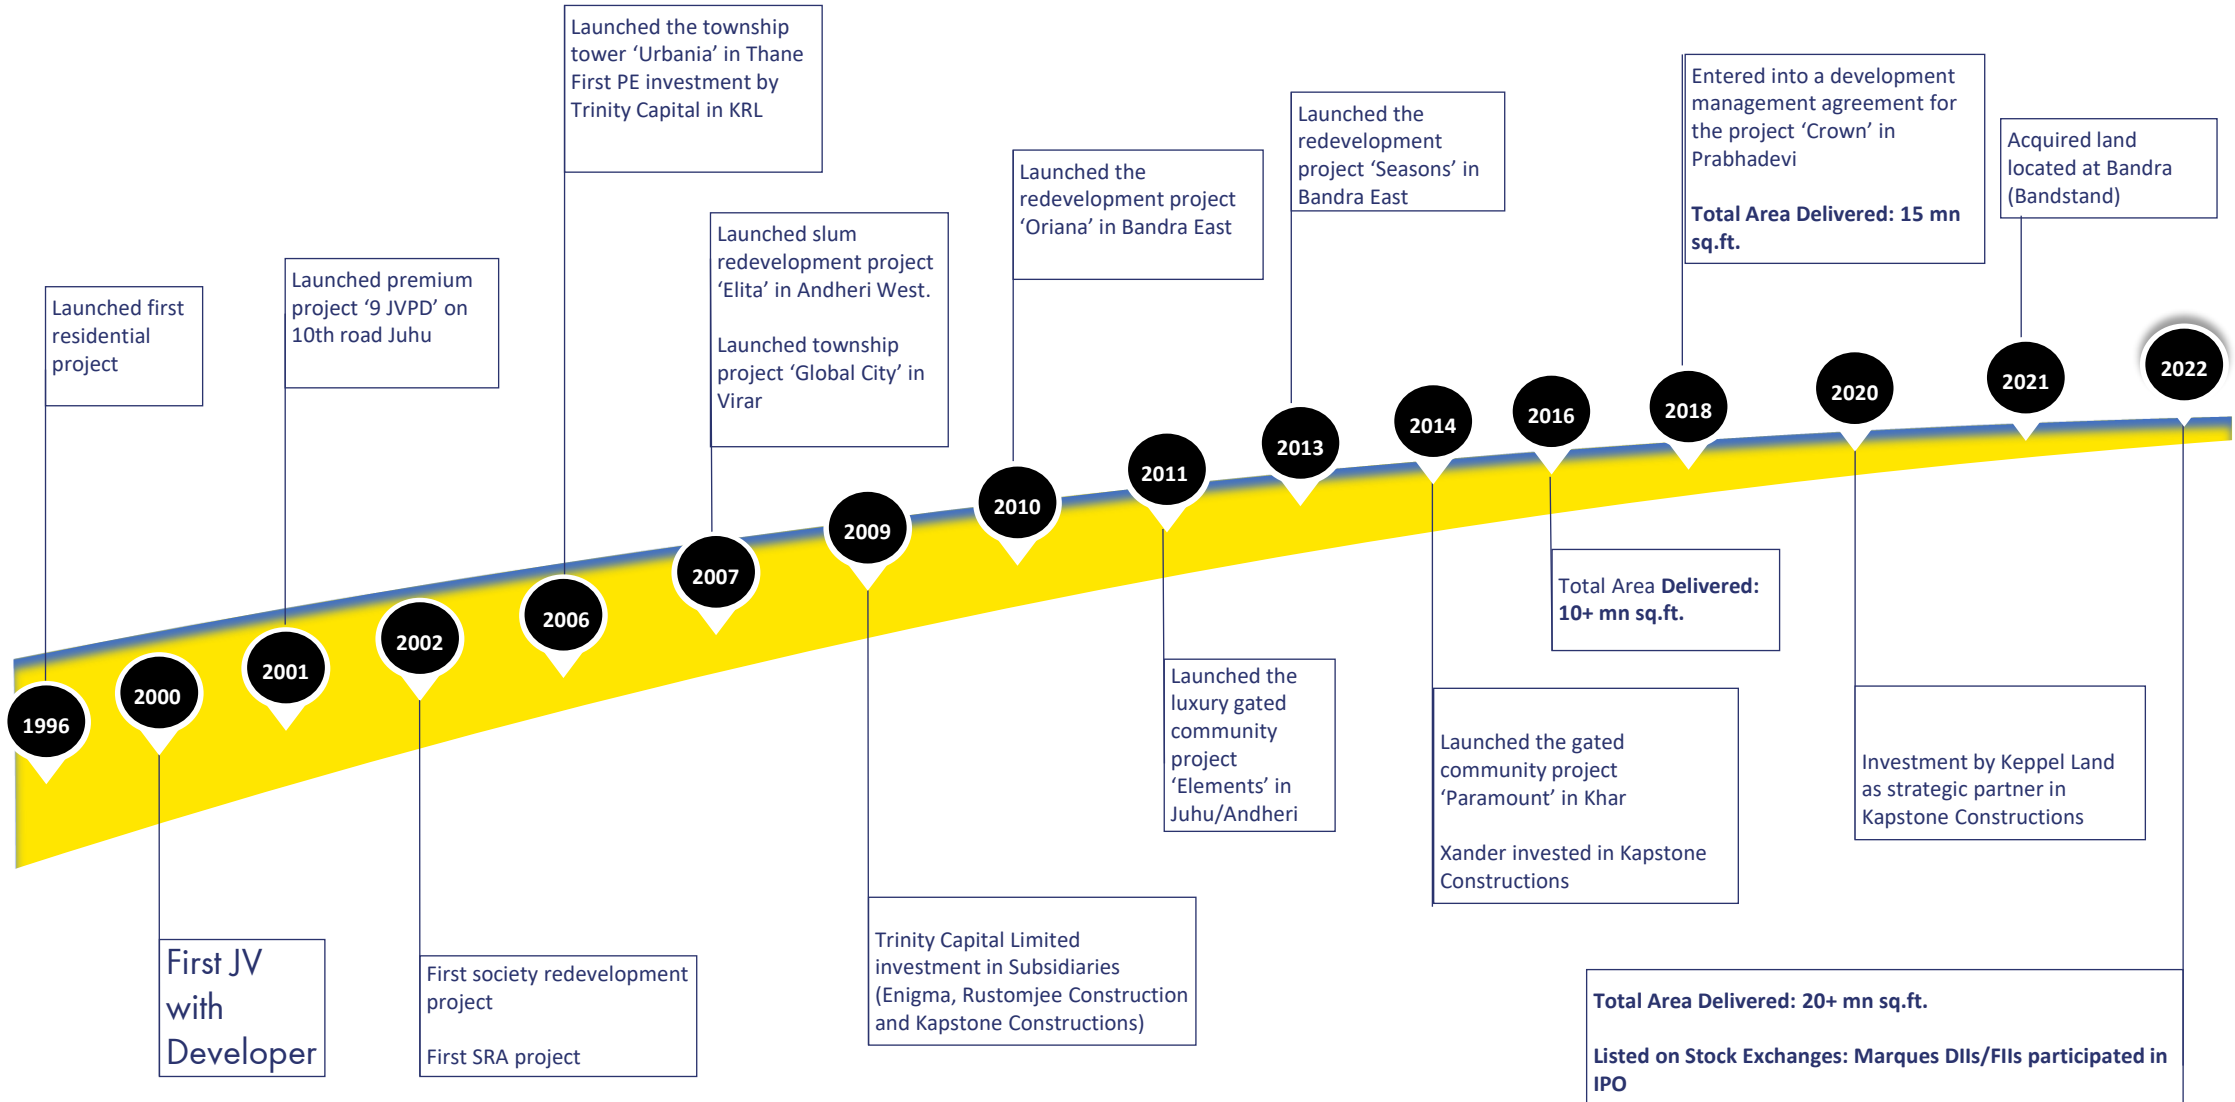 Launched the township
tower ‘Urbania’ in Thane
First PE investment by
Trinity Capital in KRL
Entered into a development
management agreement for
the project ‘Crown’ in
Prabhadevi
Total Area Delivered: 15 mn
sq.ft.
Launched the
redevelopment
project ‘Seasons’ in
Bandra East
Acquired land
located at Bandra
(Bandstand)
Launched the
redevelopment project
‘Oriana’ in Bandra East
Launched slum
redevelopment project
‘Elita’ in Andheri West.
Launched township
project ‘Global City’ in
Virar
Launched premium
project ‘9 JVPD’ on
10th road Juhu
Launched first
residential
project
1996
2000
2001
2002
2006
2007
2009
2010
2011
2013
2014
2016
2018
2020
2021
2022
Total Area Delivered:
10+ mn sq.ft.
Launched the
luxury gated
community
project
‘Elements’ in
Juhu/Andheri
Launched the gated
community project
‘Paramount’ in Khar
Xander invested in Kapstone
Constructions
Investment by Keppel Land
as strategic partner in
Kapstone Constructions
First JV
with
Developer
First society redevelopment
project
First SRA project
Trinity Capital Limited
investment in Subsidiaries
(Enigma, Rustomjee Construction
and Kapstone Constructions)
Total Area Delivered: 20+ mn sq.ft.
Listed on Stock Exchanges: Marques DIIs/FIIs participated in
IPO